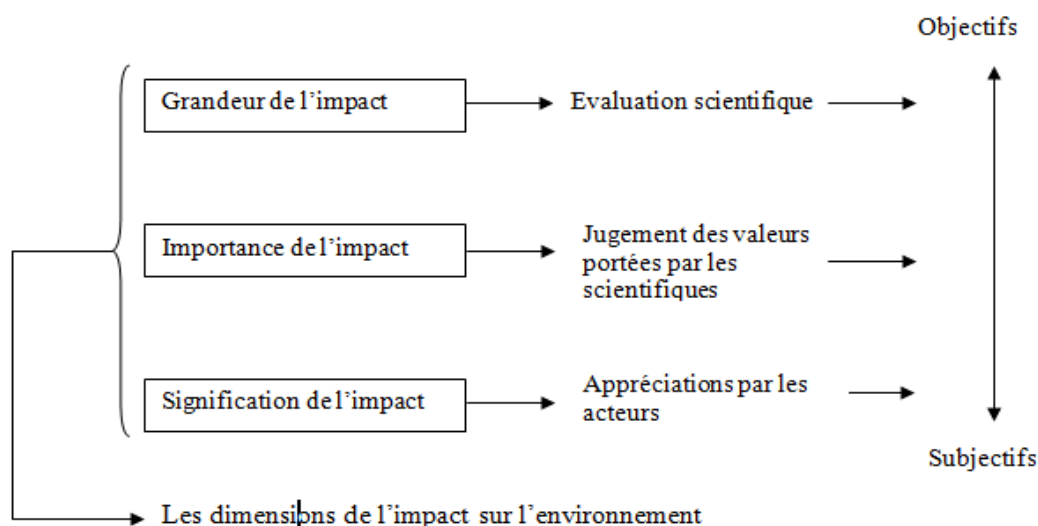 Objectifs
Grandeur de l'impact
Evaluation scientifique
Importance de l'impact
Jugement des valeurs
portées par les
scientifiques
Signification de l'impact
Appréciations par les
acteurs
Subjectifs
Les dimensions de l'impact sur l'environnement